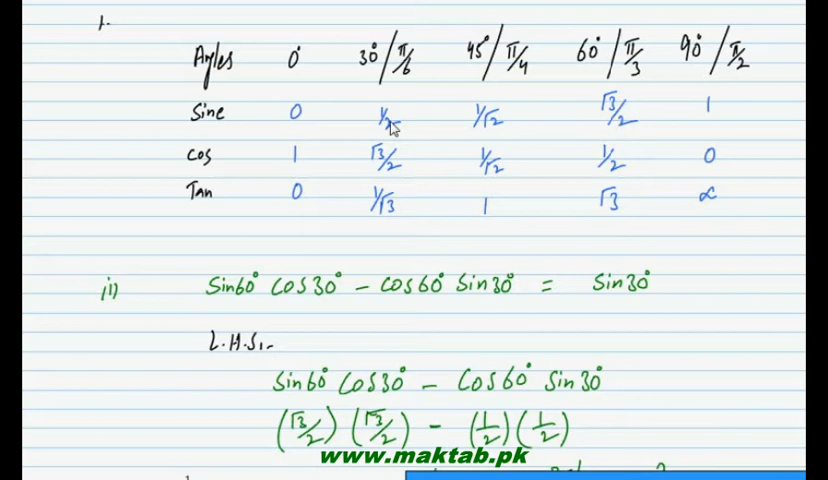 1.
Angles 0° 30°/π/6 45°/π/4 60°/π/3 90°/π/2
Sine 0 1/2 1/√2 √3/2 1
cos 1 √3/2 1/√2 1/2 0
Tan 0 1/√3 1 √3 ∝
ii) Sin60° Cos30° - Cos60° Sin30° = Sin30°
L.H.S:-
Sin60° Cos30° - Cos60° Sin30°
(√3/2) (√3/2) - (1/2) (1/2)
www.maktab.pk